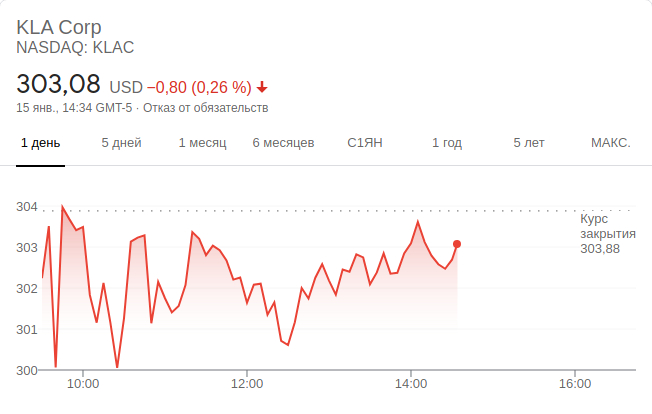 KLA Corp
NASDAQ: KLAC
303,08 USD −0,80 (0,26 %)
15 янв., 14:34 GMT-5 · Отказ от обязательств
1 день 5 дней 1 месяц 6 месяцев С1ЯН 1 год 5 лет МАКС.
304
303
302
301
300
Курс
закрытия
303,88
10:00 12:00 14:00 16:00